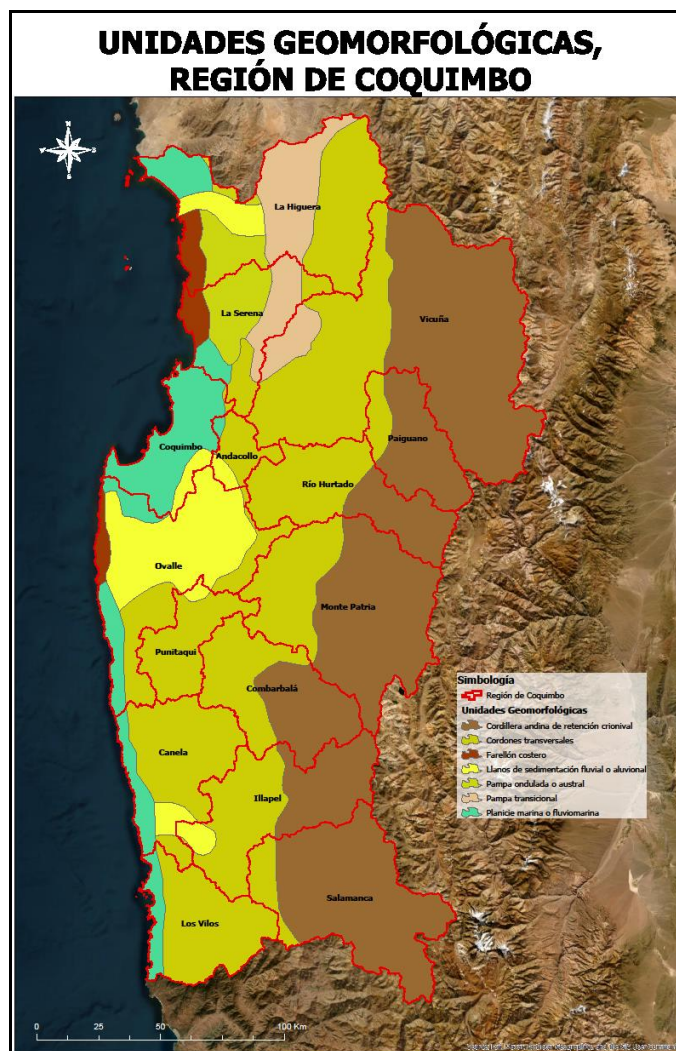 UNIDADES GEOMORFOLÓGICAS,
REGIÓN DE COQUIMBO
N
S
S
La Higuera
La Serena
Vicuña
Coquimbo
Andacollo
Paiguano
Río Hurtado
Ovalle
Monte Patria
Punitaqui
Combarbalá
Canela
Illapel
Salamanca
Los Vilos
Simbología
Región de Coquimbo
Unidades Geomorfológicas
Cordillera andina de retención crionival
Cordones transversales
Farellón costero
Llanos de sedimentación fluvial o aluvional
Pampa ondulada o austral
Pampa transicional
Planicie marina o fluviomarina
0 25 50 100 Km